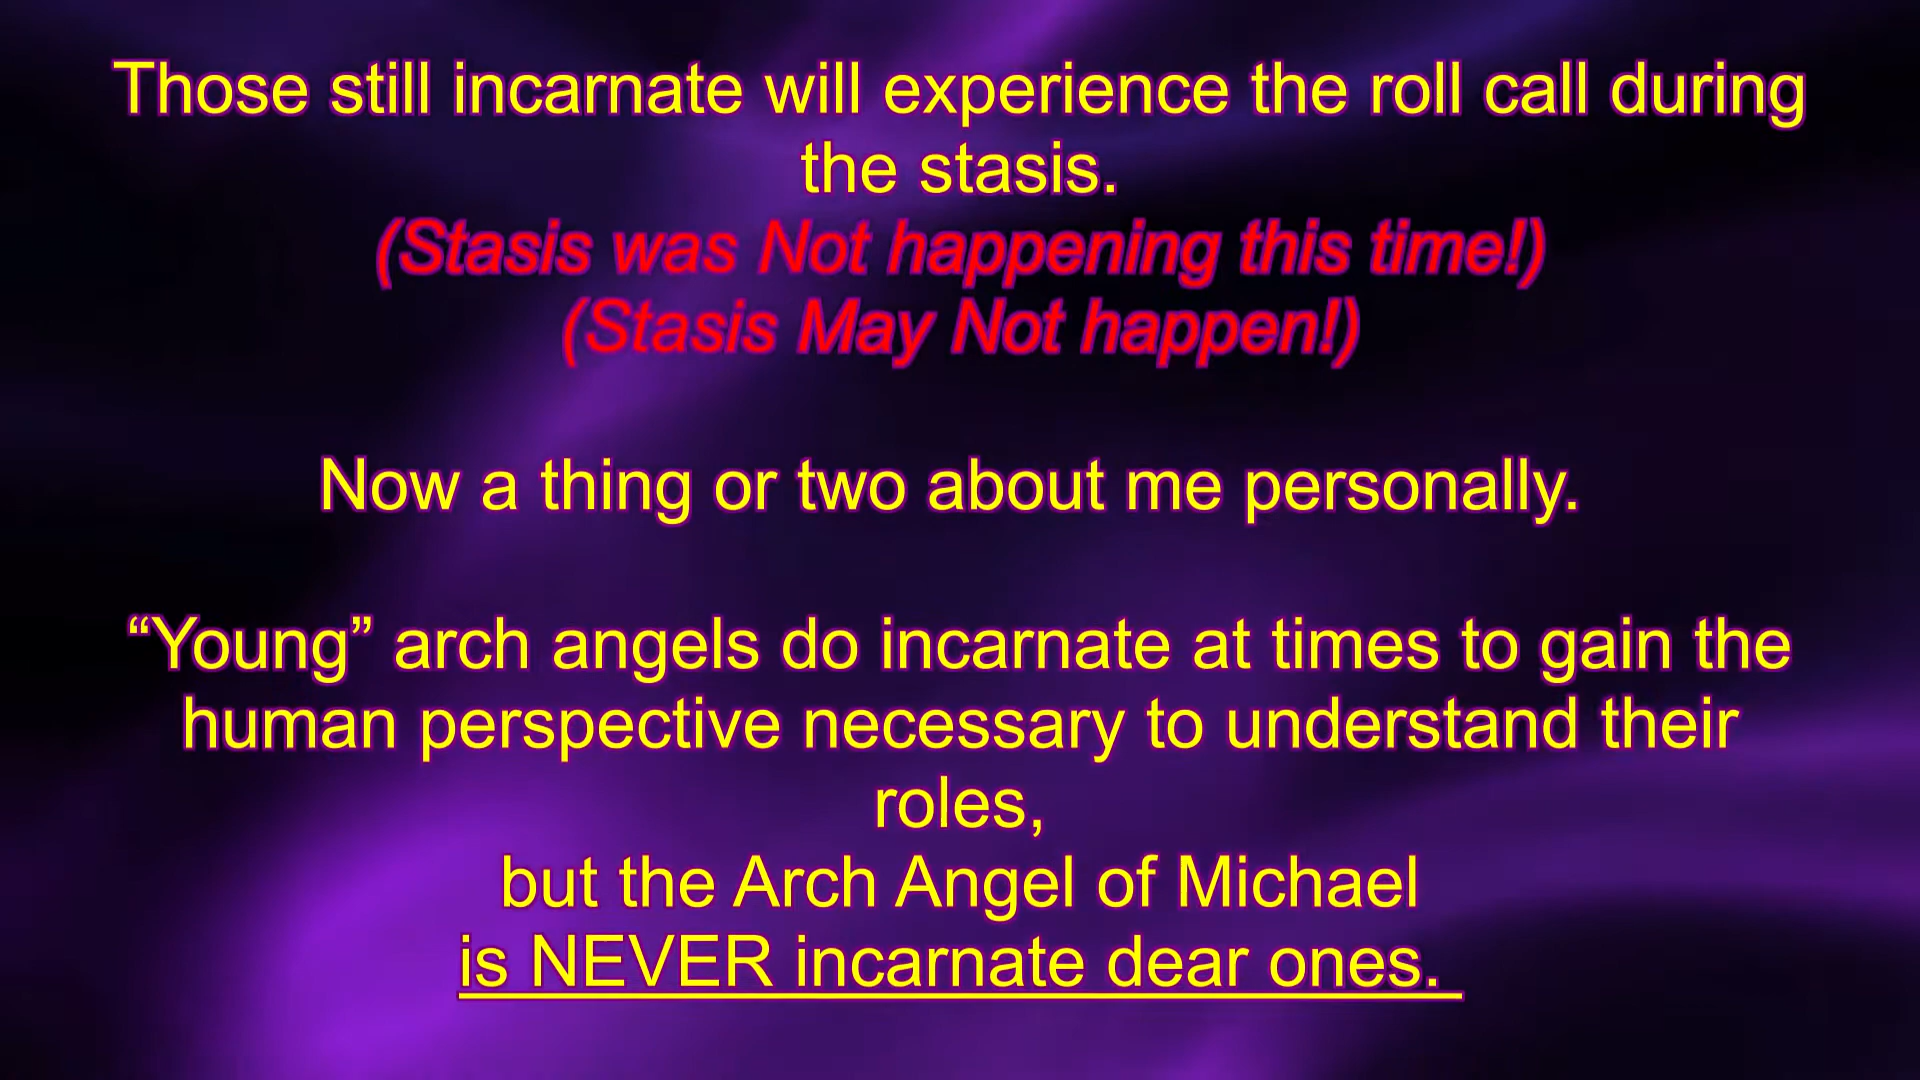 Those still incarnate will experience the roll call during
the stasis.
(Stasis was Not happening this time!)
(Stasis May Not happen!)
Now a thing or two about me personally.
“Young” arch angels do incarnate at times to gain the
human perspective necessary to understand their
roles,
but the Arch Angel of Michael
is NEVER incarnate dear ones.